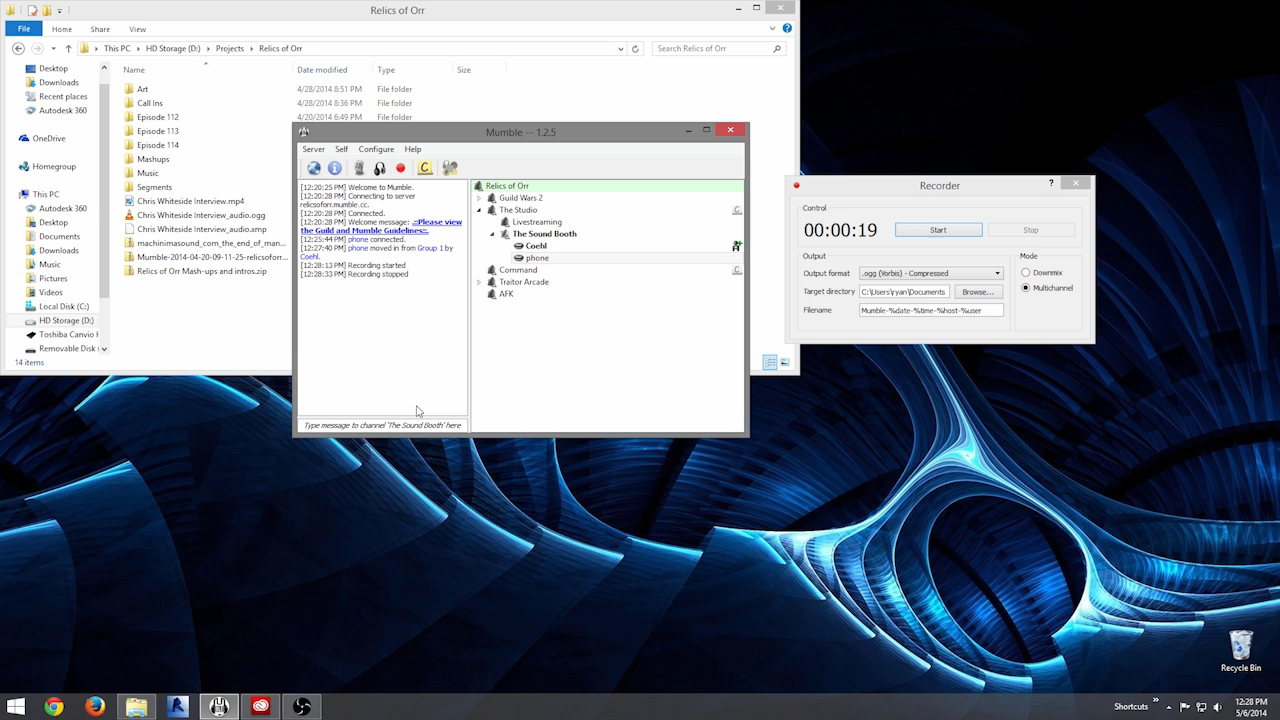 Relics of Orr
File Home Share View
This PC HD Storage (D:) Projects Relics of Orr
Search Relics of Orr
Name Date modified Type Size
Desktop
Downloads
Recent places
Autodesk 360
OneDrive
Homegroup
This PC
Autodesk 360
Desktop
Documents
Downloads
Music
Pictures
Videos
Local Disk (C:)
HD Storage (D:)
Toshiba Canvio
Removable Disk
14 items
Art 4/28/2014 8:51 PM File folder
Call Ins 4/28/2014 8:36 PM File folder
Episode 112 4/20/2014 6:49 PM File folder
Episode 113
Episode 114
Mashups
Music
Segments
Chris Whiteside Interview.mp4
Chris Whiteside Interview_audio.ogg
Chris Whiteside Interview_audio.xmp
machinimasound_com_the_end_of_man...
Mumble-2014-04-20-09-11-25-relicsoforr...
Relics of Orr Mash-ups and intros.zip
Mumble -- 1.2.5
Server Self Configure Help
[12:20:25 PM] Welcome to Mumble.
[12:20:28 PM] Connecting to server
relicsoforr.mumble.cc.
[12:20:28 PM] Connected.
[12:20:28 PM] Welcome message: .::Please view
the Guild and Mumble Guidelines::.
[12:25:44 PM] phone connected.
[12:27:40 PM] phone moved in from Group 1 by
Coehl.
[12:28:13 PM] Recording started
[12:28:33 PM] Recording stopped
Type message to channel 'The Sound Booth' here
Relics of Orr
Guild Wars 2
The Studio
Livestreaming
The Sound Booth
Coehl
phone
Command
Traitor Arcade
AFK
Recorder
?
Control
00:00:19 Start Stop
Output
Output format .ogg (Vorbis) - Compressed
Target directory C:\Users\ryan\Documents Browse...
Filename Mumble-%date-%time-%host-%user
Mode
Downmix
Multichannel
Recycle Bin
Shortcuts
12:28 PM
5/6/2014